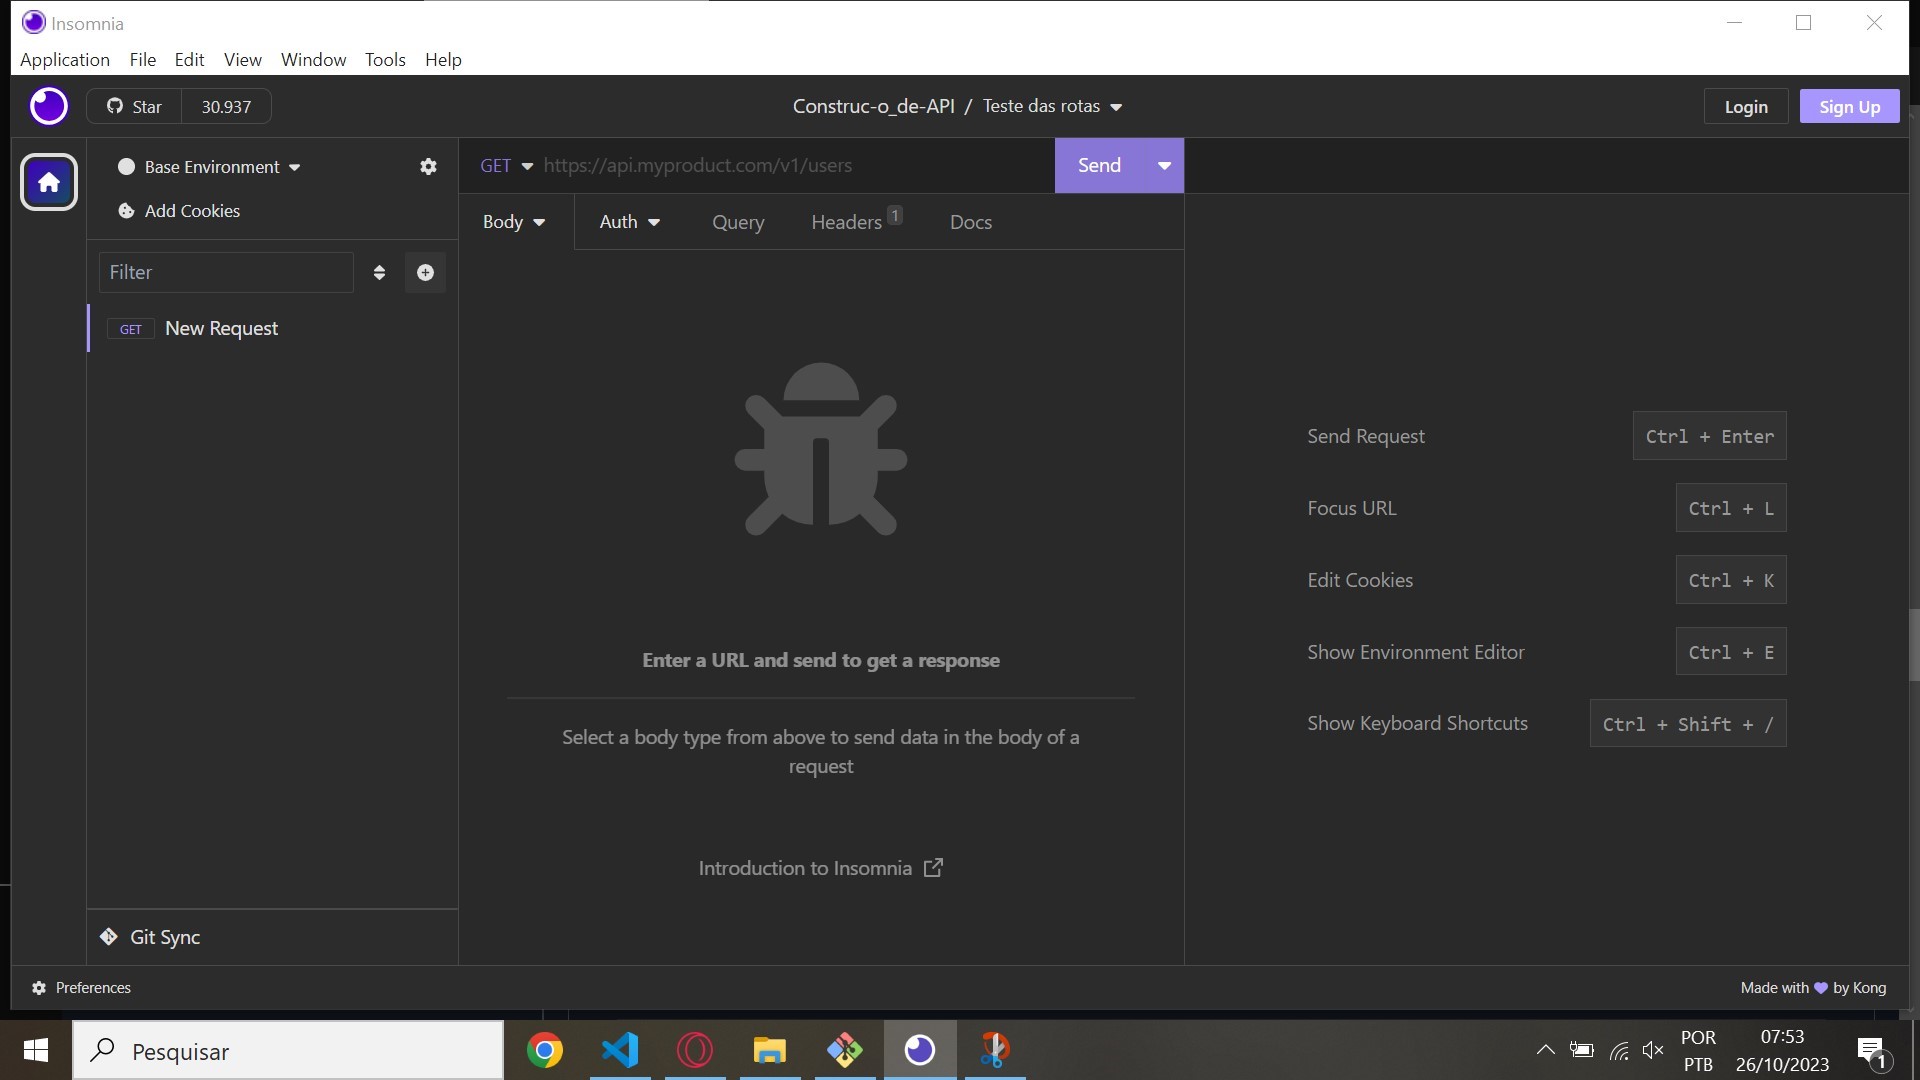 Insomnia
Application File Edit View Window Tools Help
Star 30.937
Construc-o_de-API / Teste das rotas
Login Sign Up
Base Environment
Add Cookies
Filter
GET New Request
Git Sync
GET https://api.myproduct.com/v1/users Send
Body Auth Query Headers 1 Docs
Enter a URL and send to get a response
Select a body type from above to send data in the body of a
request
Introduction to Insomnia
Send Request Ctrl + Enter
Focus URL Ctrl + L
Edit Cookies Ctrl + K
Show Environment Editor Ctrl + E
Show Keyboard Shortcuts Ctrl + Shift + /
Preferences
Made with by Kong
Pesquisar
POR
PTB
07:53
26/10/2023
1